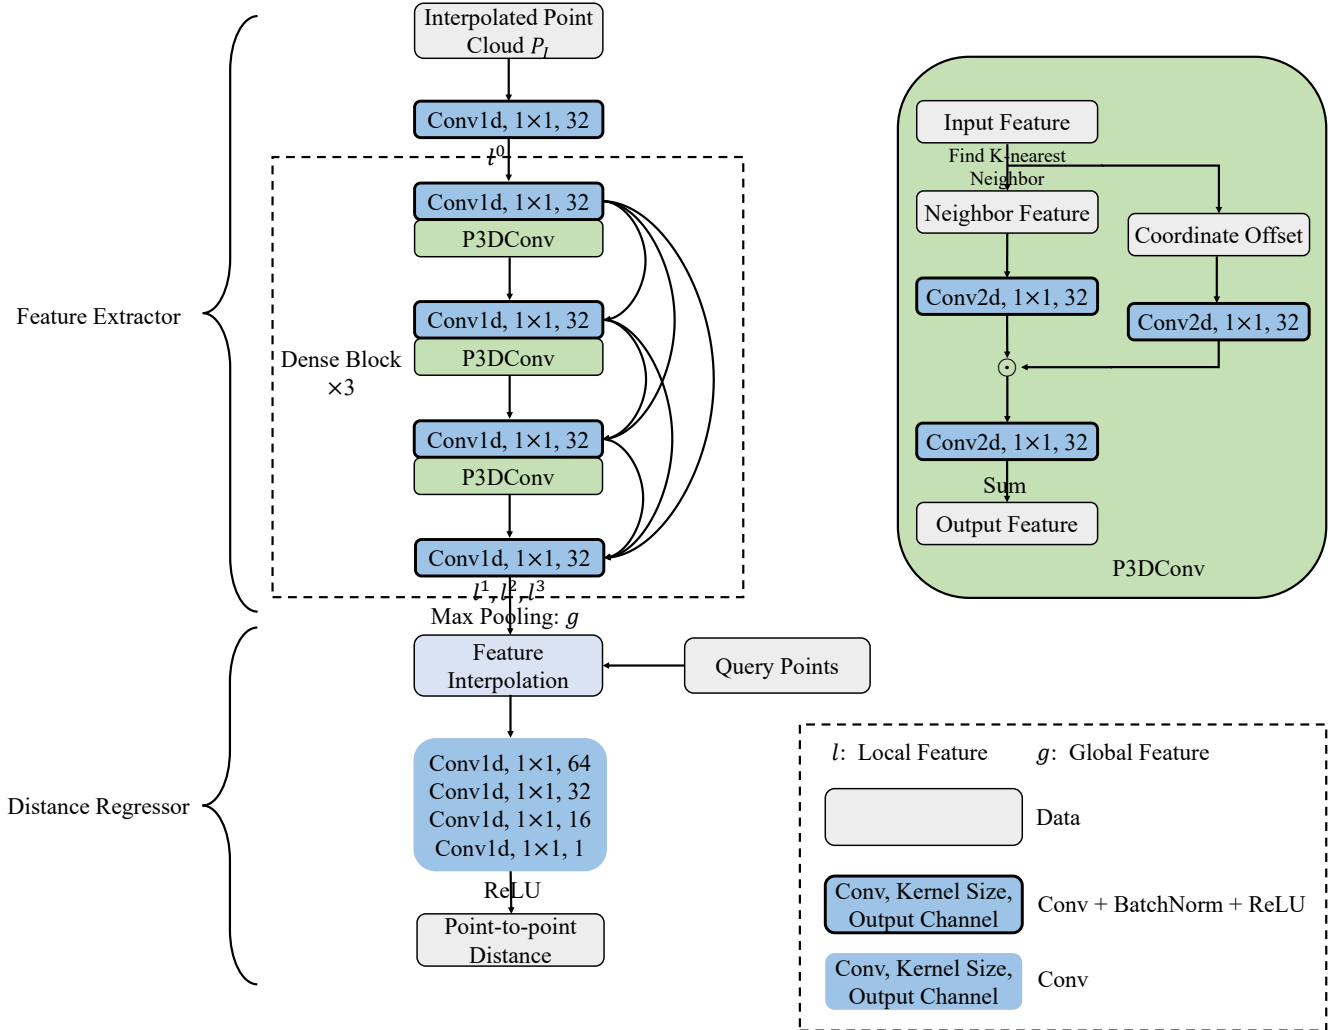 Interpolated Point
Cloud P_I
Conv1d, 1×1, 32
l⁰
Conv1d, 1×1, 32
P3DConv
Conv1d, 1×1, 32
P3DConv
Dense Block
×3
Conv1d, 1×1, 32
P3DConv
Conv1d, 1×1, 32
l¹, l², l³
Max Pooling: g
Feature Extractor
Feature
Interpolation
Query Points
Conv1d, 1×1, 64
Conv1d, 1×1, 32
Conv1d, 1×1, 16
Conv1d, 1×1, 1
ReLU
Point-to-point
Distance
Distance Regressor
Input Feature
Find K-nearest
Neighbor
Neighbor Feature
Coordinate Offset
Conv2d, 1×1, 32
Conv2d, 1×1, 32
Conv2d, 1×1, 32
Sum
Output Feature
P3DConv
l: Local Feature
g: Global Feature
Data
Conv, Kernel Size,
Output Channel
Conv + BatchNorm + ReLU
Conv, Kernel Size,
Output Channel
Conv